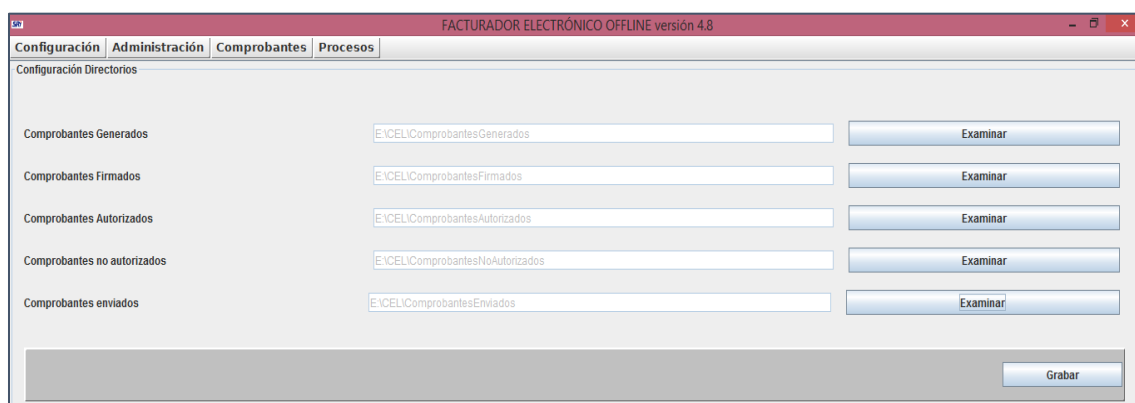 SRI
FACTURADOR ELECTRÓNICO OFFLINE versión 4.8
Configuración Administración Comprobantes Procesos
Configuración Directorios
Comprobantes Generados E:\CEL\ComprobantesGenerados Examinar
Comprobantes Firmados E:\CEL\ComprobantesFirmados Examinar
Comprobantes Autorizados E:\CEL\ComprobantesAutorizados Examinar
Comprobantes no autorizados E:\CEL\ComprobantesNoAutorizados Examinar
Comprobantes enviados E:\CEL\ComprobantesEnviados Examinar
Grabar